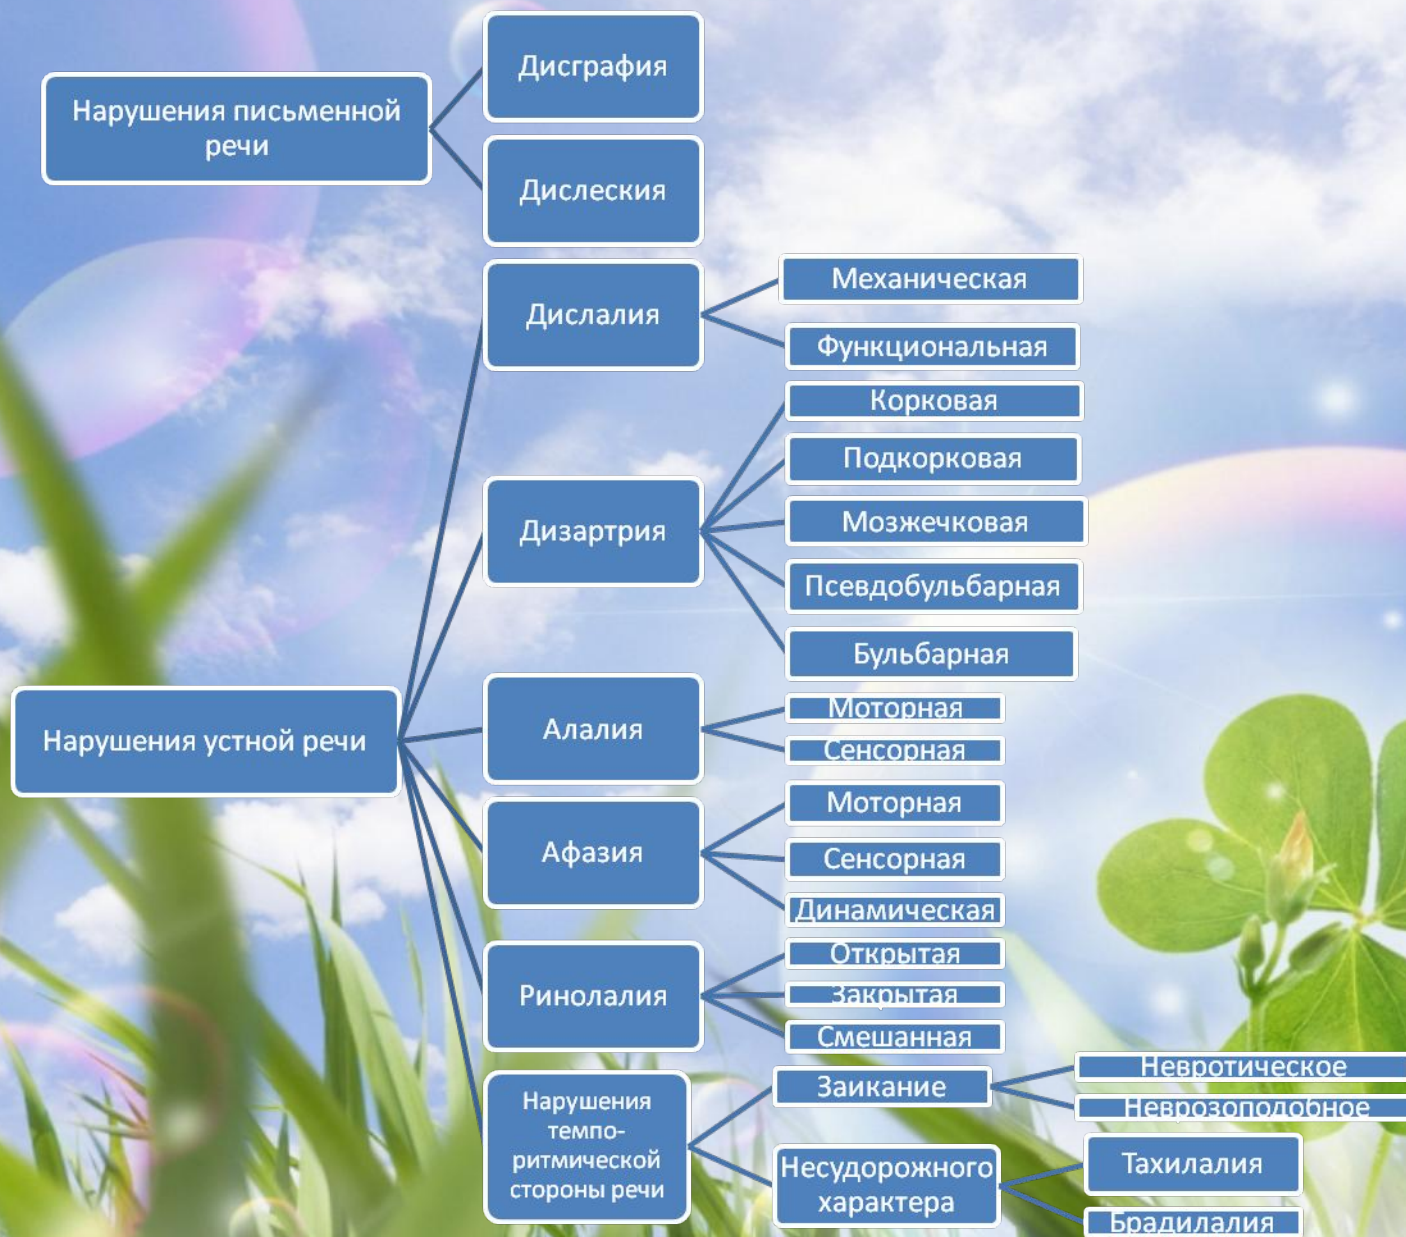 Нарушения письменной
речи
Дисграфия
Дислеския
Нарушения устной речи
Дислалия
Механическая
Функциональная
Дизартрия
Корковая
Подкорковая
Мозжечковая
Псевдобульбарная
Бульбарная
Алалия
Моторная
Сенсорная
Афазия
Моторная
Сенсорная
Динамическая
Ринолалия
Открытая
Закрытая
Смешанная
Нарушения
темпо-
ритмической
стороны речи
Заикание
Невротическое
Неврозоподобное
Несудорожного
характера
Тахилалия
Брадилалия